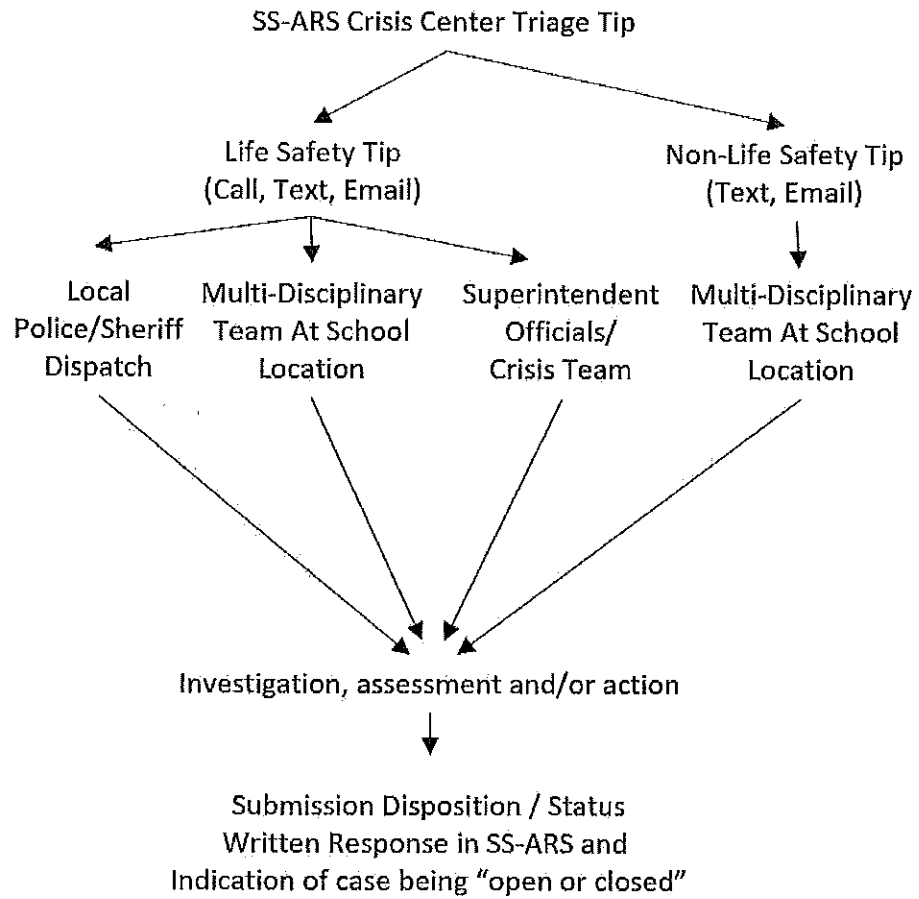 SS-ARS Crisis Center Triage Tip
Life Safety Tip
(Call, Text, Email)
Non-Life Safety Tip
(Text, Email)
Local
Police/Sheriff
Dispatch
Multi-Disciplinary
Team At School
Location
Superintendent
Officials/
Crisis Team
Multi-Disciplinary
Team At School
Location
Investigation, assessment and/or action
Submission Disposition / Status
Written Response in SS-ARS and
Indication of case being “open or closed”